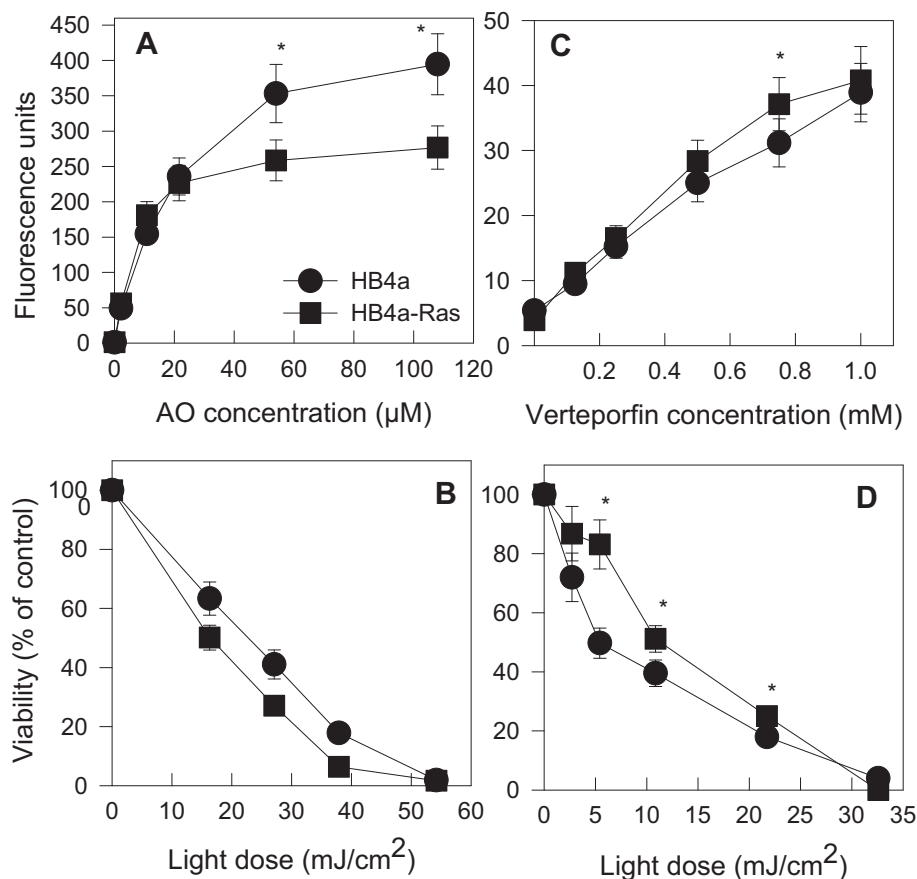 A
C
*
*
*
Fluorescence units
450
400
350
300
250
200
150
100
50
0
40
30
20
10
0
HB4a
HB4a-Ras
0 20 40 60 80 100 120
0.2 0.4 0.6 0.8 1.0
AO concentration (µM)
Verteporfin concentration (mM)
B
D
*
*
*
Viability (% of control)
100
0
80
60
40
20
0
100
80
60
40
20
0
0 10 20 30 40 50 60
0 5 10 15 20 25 30 35
Light dose (mJ/cm²)
Light dose (mJ/cm²)